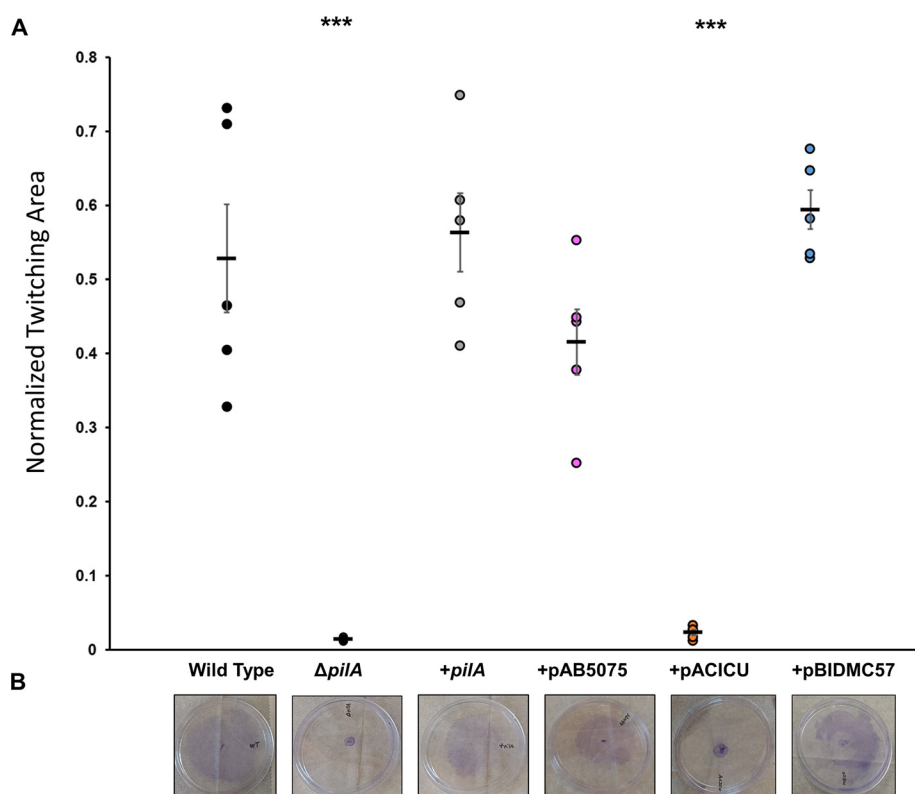 A
*** ***
Normalized Twitching Area
0.8
0.7
0.6
0.5
0.4
0.3
0.2
0.1
0
Wild Type ΔpilA +pilA +pAB5075 +pACICU +pBIDMC57
B
WT